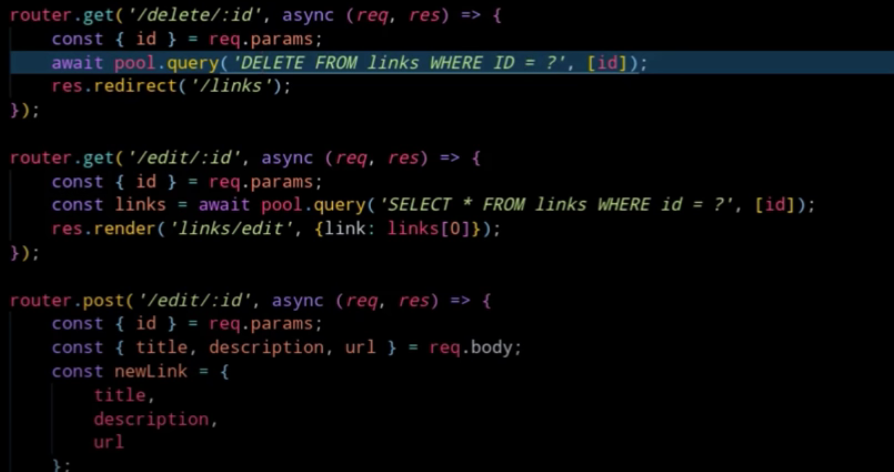 router.get('/delete/:id', async (req, res) => {
    const { id } = req.params;
    await pool.query('DELETE FROM links WHERE ID = ?', [id]);
    res.redirect('/links');
});

router.get('/edit/:id', async (req, res) => {
    const { id } = req.params;
    const links = await pool.query('SELECT * FROM links WHERE id = ?', [id]);
    res.render('links/edit', {link: links[0]});
});

router.post('/edit/:id', async (req, res) => {
    const { id } = req.params;
    const { title, description, url } = req.body;
    const newLink = {
        title,
        description,
        url
    };